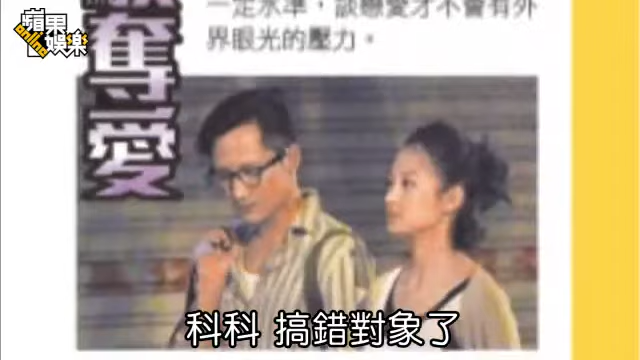 蘋果
online
娛樂
奪愛
一定水準，談戀愛才不會有外
界眼光的壓力。
科科 搞錯對象了